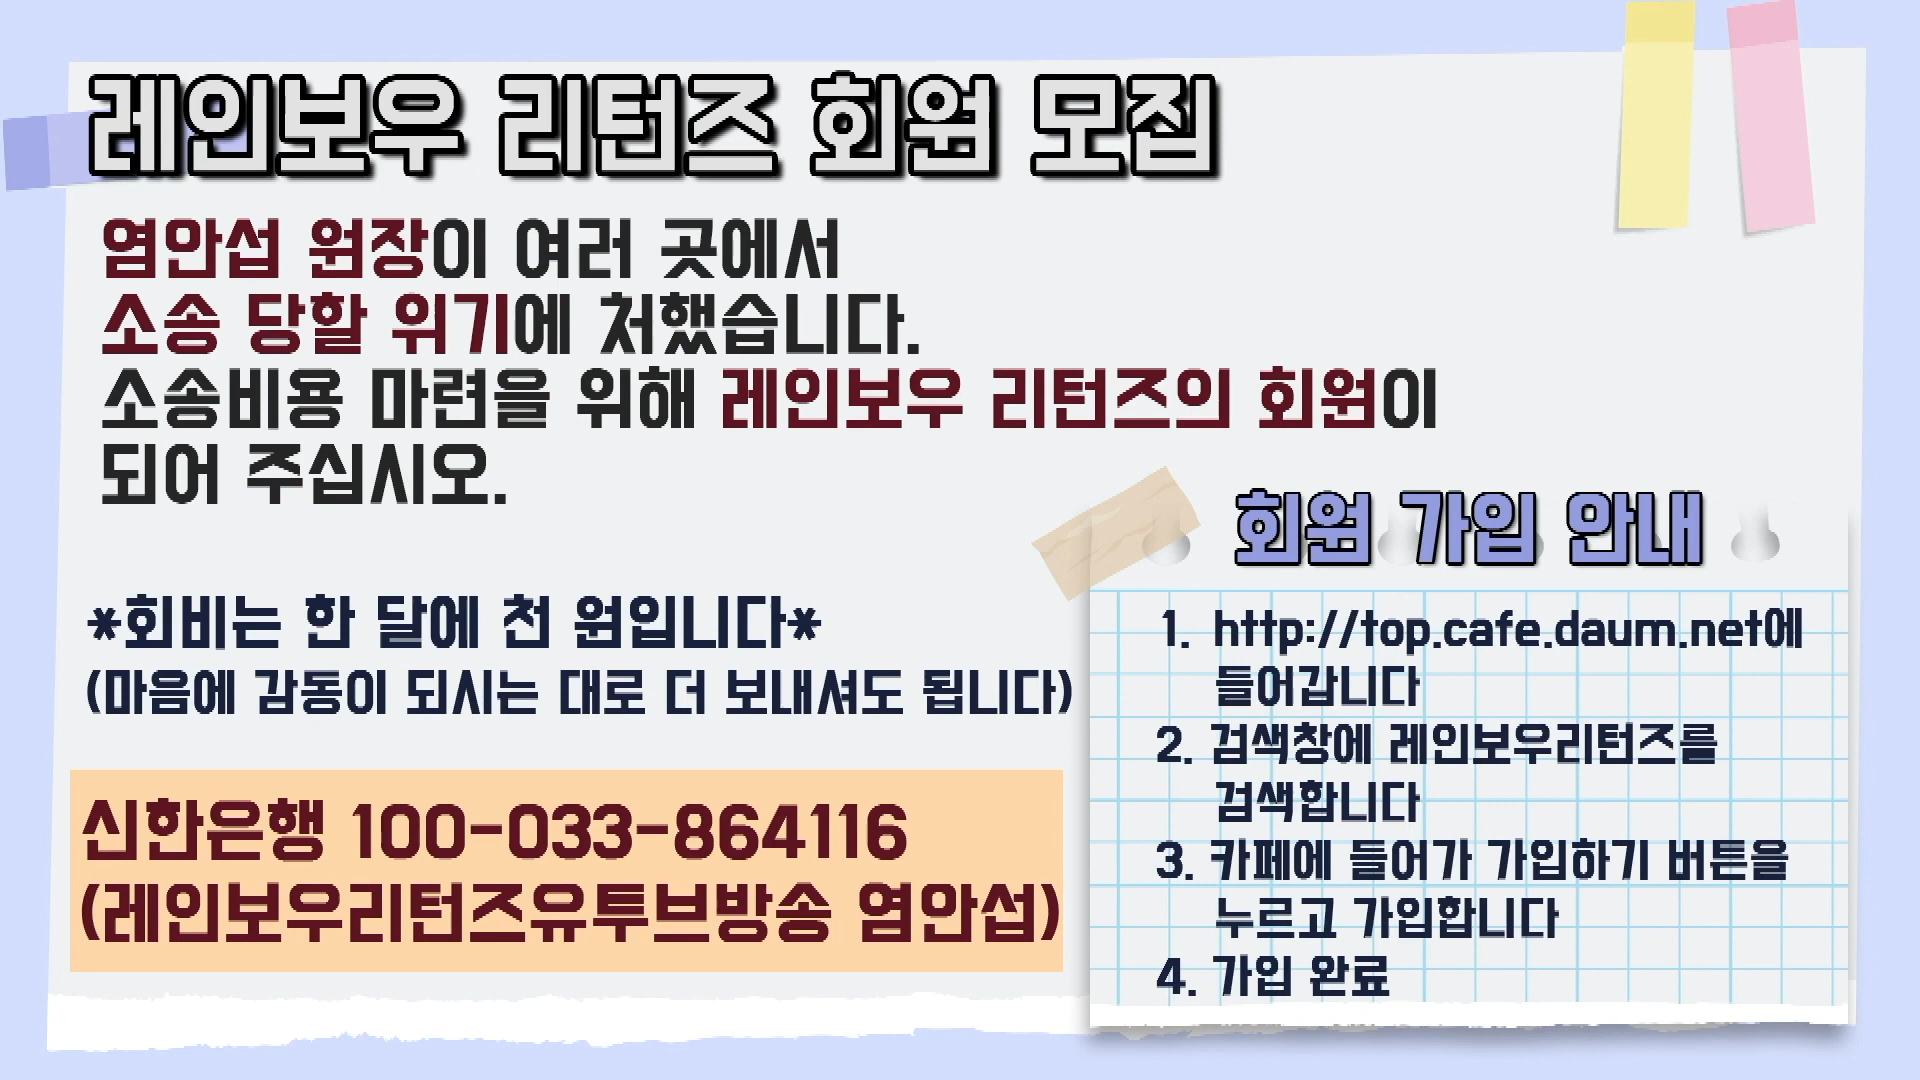 레인보우 리턴즈 회원 모집
염안섭 원장이 여러 곳에서
소송 당할 위기에 처했습니다.
소송비용 마련을 위해 레인보우 리턴즈의 회원이
되어 주십시오.
*회비는 한 달에 천 원입니다*
(마음에 감동이 되시는 대로 더 보내셔도 됩니다)
신한은행 100-033-864116
(레인보우리턴즈유투브방송 염안섭)
회원 가입 안내
1. http://top.cafe.daum.net에
들어갑니다
2. 검색창에 레인보우리턴즈를
검색합니다
3. 카페에 들어가 가입하기 버튼을
누르고 가입합니다
4. 가입 완료